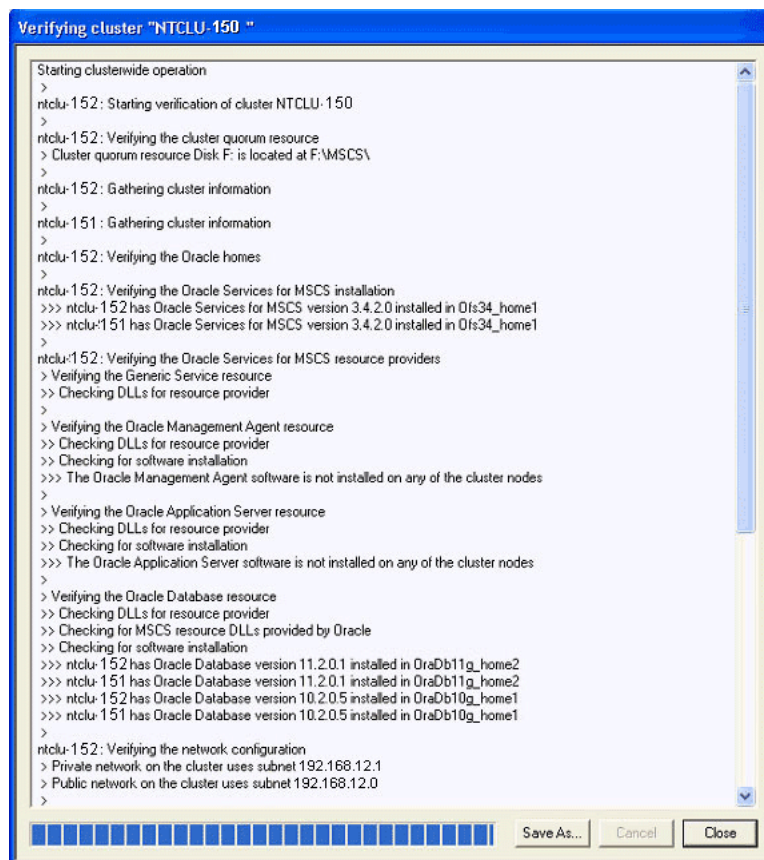 Verifying cluster "NTCLU-150 "
Starting clusterwide operation
>
ntclu-152: Starting verification of cluster NTCLU-150
>
ntclu-152: Verifying the cluster quorum resource
> Cluster quorum resource Disk F: is located at F:\MSCS\
>
ntclu-152: Gathering cluster information
>
ntclu-151: Gathering cluster information
>
ntclu-152: Verifying the Oracle homes
>
ntclu-152: Verifying the Oracle Services for MSCS installation
>>> ntclu-152 has Oracle Services for MSCS version 3.4.2.0 installed in Ofs34_home1
>>> ntclu-151 has Oracle Services for MSCS version 3.4.2.0 installed in Ofs34_home1
>
ntclu-152: Verifying the Oracle Services for MSCS resource providers
> Verifying the Generic Service resource
>> Checking DLLs for resource provider
>
> Verifying the Oracle Management Agent resource
>> Checking DLLs for resource provider
>> Checking for software installation
>>> The Oracle Management Agent software is not installed on any of the cluster nodes
>
> Verifying the Oracle Application Server resource
>> Checking DLLs for resource provider
>> Checking for software installation
>>> The Oracle Application Server software is not installed on any of the cluster nodes
>
> Verifying the Oracle Database resource
>> Checking DLLs for resource provider
>> Checking for MSCS resource DLLs provided by Oracle
>> Checking for software installation
>>> ntclu-152 has Oracle Database version 11.2.0.1 installed in OraDb11g_home2
>>> ntclu-151 has Oracle Database version 11.2.0.1 installed in OraDb11g_home2
>>> ntclu-152 has Oracle Database version 10.2.0.5 installed in OraDb10g_home1
>>> ntclu-151 has Oracle Database version 10.2.0.5 installed in OraDb10g_home1
>
ntclu-152: Verifying the network configuration
> Private network on the cluster uses subnet 192.168.12.1
> Public network on the cluster uses subnet 192.168.12.0
>
Save As... Cancel Close